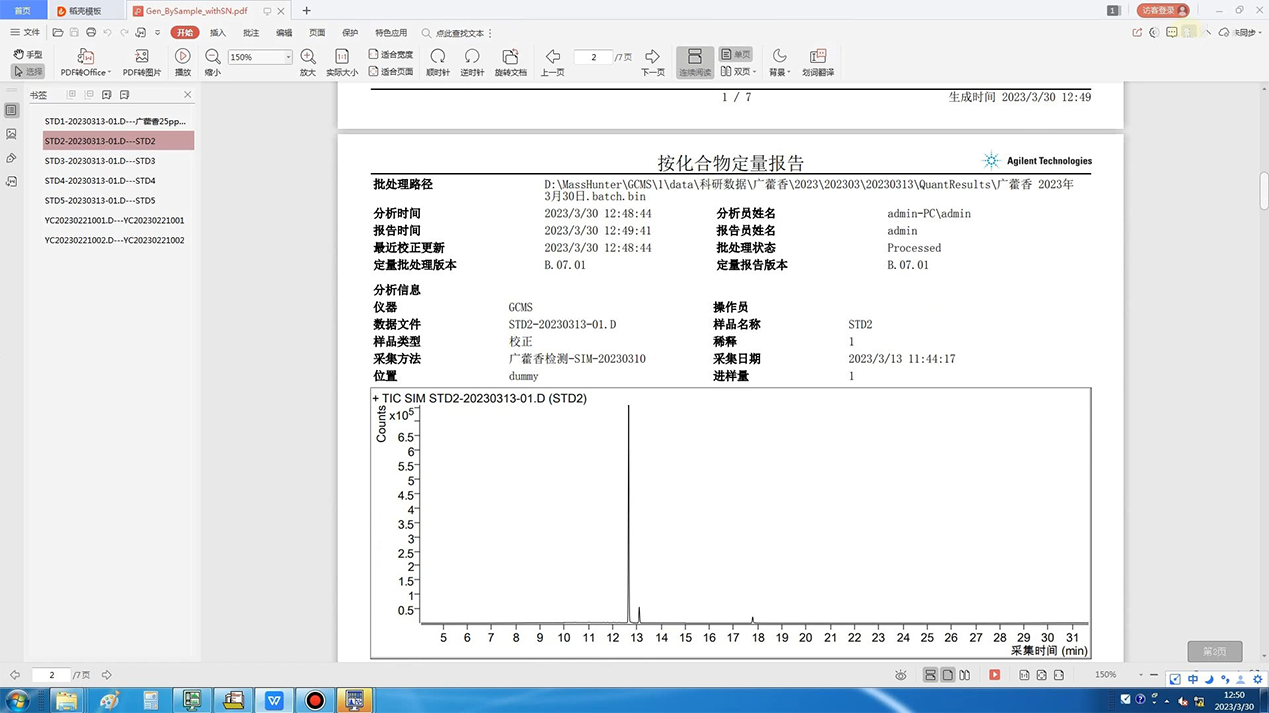 首页
稻壳模板
Gen_BySample_withSN.pdf
1
访客登录
文件
开始
插入
批注
编辑
页面
保护
特色应用
点此查找文本
未同步
手型
选择
PDF转Office
PDF转图片
播放
缩小
150%
放大
实际大小
适合宽度
适合页面
顺时针
逆时针
旋转文档
上一页
2 /7页
下一页
连续阅读
单页
双页
背景
划词翻译
书签
STD1-20230313-01.D---广藿香25pp...
STD2-20230313-01.D---STD2
STD3-20230313-01.D---STD3
STD4-20230313-01.D---STD4
STD5-20230313-01.D---STD5
YC20230221001.D---YC20230221001
YC20230221002.D---YC20230221002
1 / 7 生成时间 2023/3/30 12:49
按化合物定量报告 Agilent Technologies
批处理路径 D:\MassHunter\GCMS\1\data\科研数据\广藿香\2023\202303\20230313\QuantResults\广藿香 2023年
3月30日.batch.bin
分析时间 2023/3/30 12:48:44 分析员姓名 admin-PC\admin
报告时间 2023/3/30 12:49:41 报告员姓名 admin
最近校正更新 2023/3/30 12:48:44 批处理状态 Processed
定量批处理版本 B.07.01 定量报告版本 B.07.01
分析信息
仪器 GCMS 操作员
数据文件 STD2-20230313-01.D 样品名称 STD2
样品类型 校正 稀释 1
采集方法 广藿香检测-SIM-20230310 采集日期 2023/3/13 11:44:17
位置 dummy 进样量 1
+ TIC SIM STD2-20230313-01.D (STD2)
Counts
x10⁵
6.5
6
5.5
5
4.5
4
3.5
3
2.5
2
1.5
1
0.5
5 6 7 8 9 10 11 12 13 14 15 16 17 18 19 20 21 22 23 24 25 26 27 28 29 30 31
采集时间 (min)
第2页
2 /7页
150%
中
12:50
2023/3/30